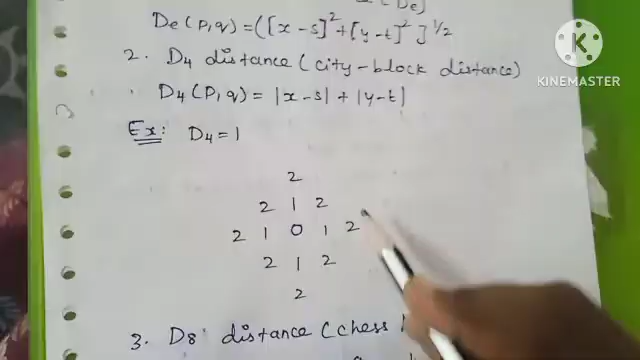 [De]
De(P,q) = ([x-s]²+[y-t]²]^1/2
2. D4 distance (city-block distance)
D4(P,q) = |x-s|+|y-t|
Ex: D4=1
2
2 1 2
2 1 0 1 2
2 1 2
2
3. D8 distance (chess
KINEMASTER